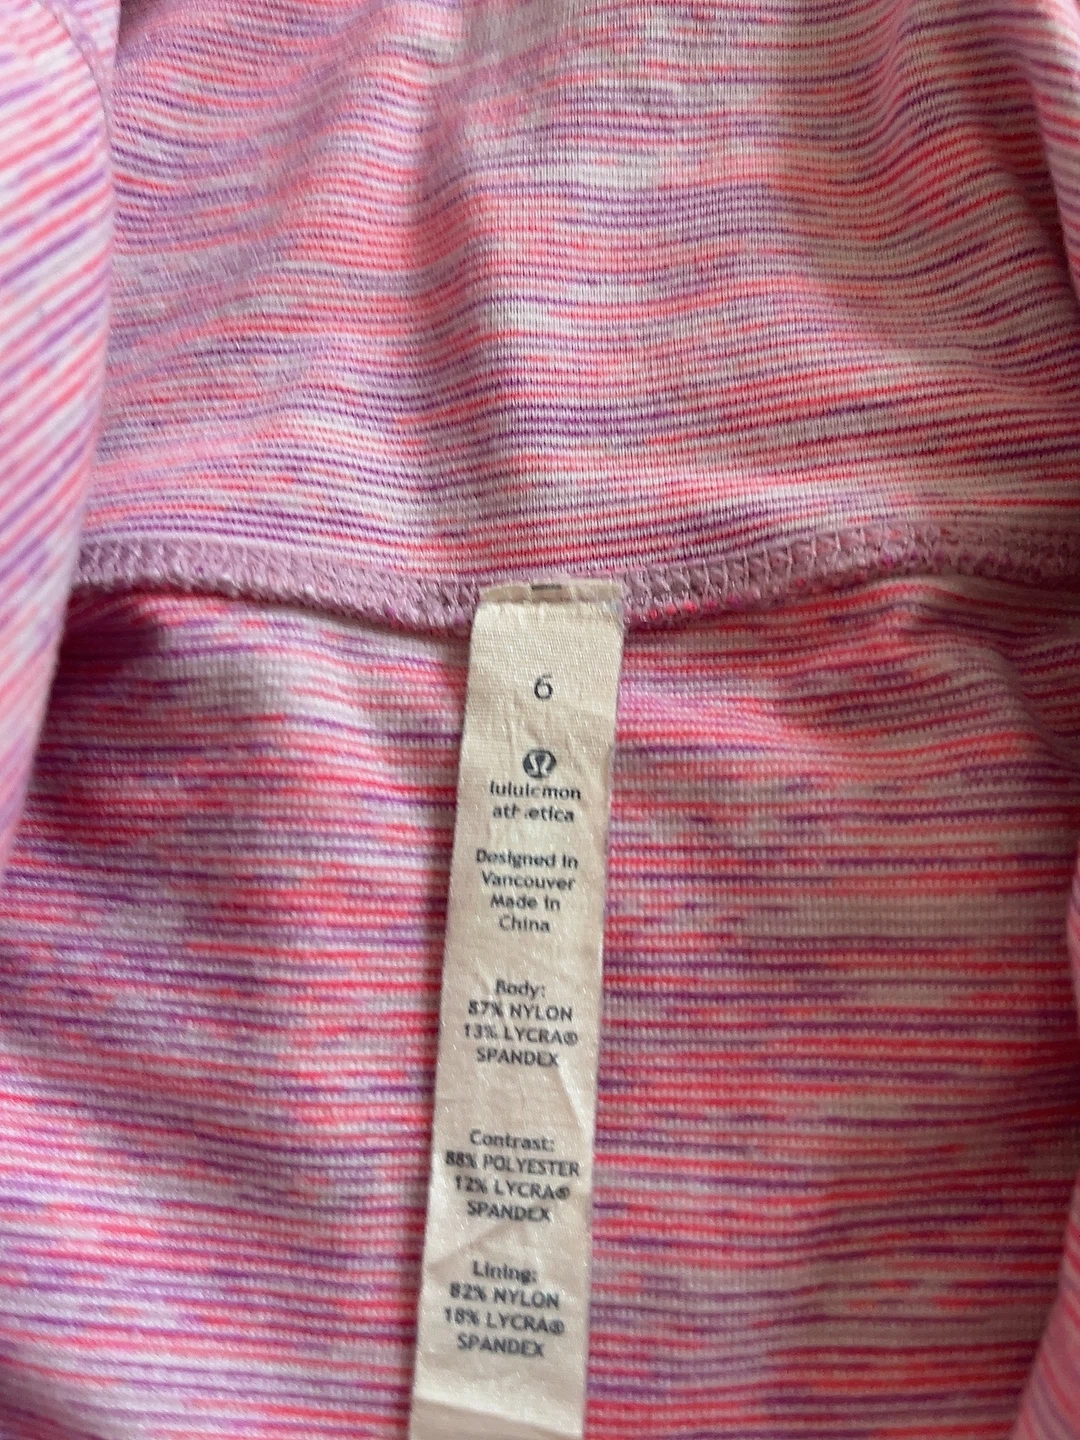 6
lululemon
athletica
Designed in
Vancouver
Made in
China
Body:
87% NYLON
13% LYCRA®
SPANDEX
Contrast:
88% POLYESTER
12% LYCRA®
SPANDEX
Lining:
82% NYLON
18% LYCRA®
SPANDEX